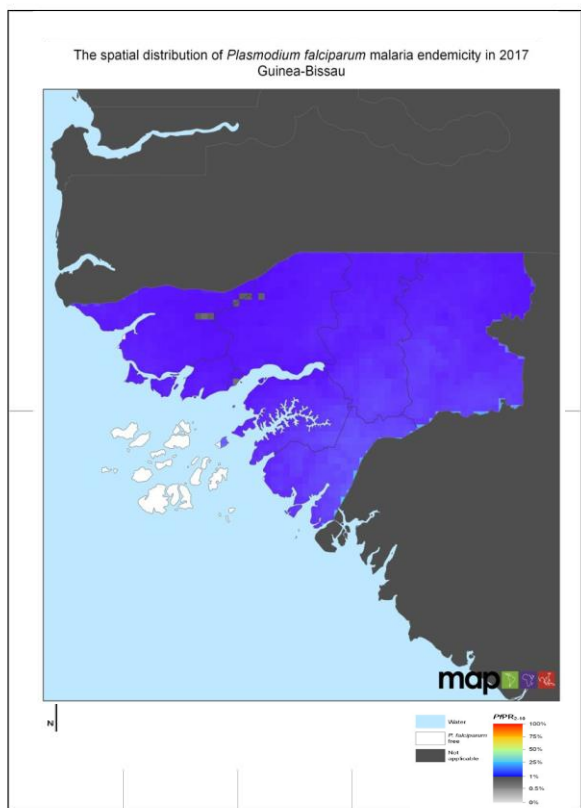 The spatial distribution of Plasmodium falciparum malaria endemicity in 2017
Guinea-Bissau
map
N
Water
P. falciparum
free
Not
applicable
PfPR2-10
100%
75%
50%
25%
1%
0.5%
0%